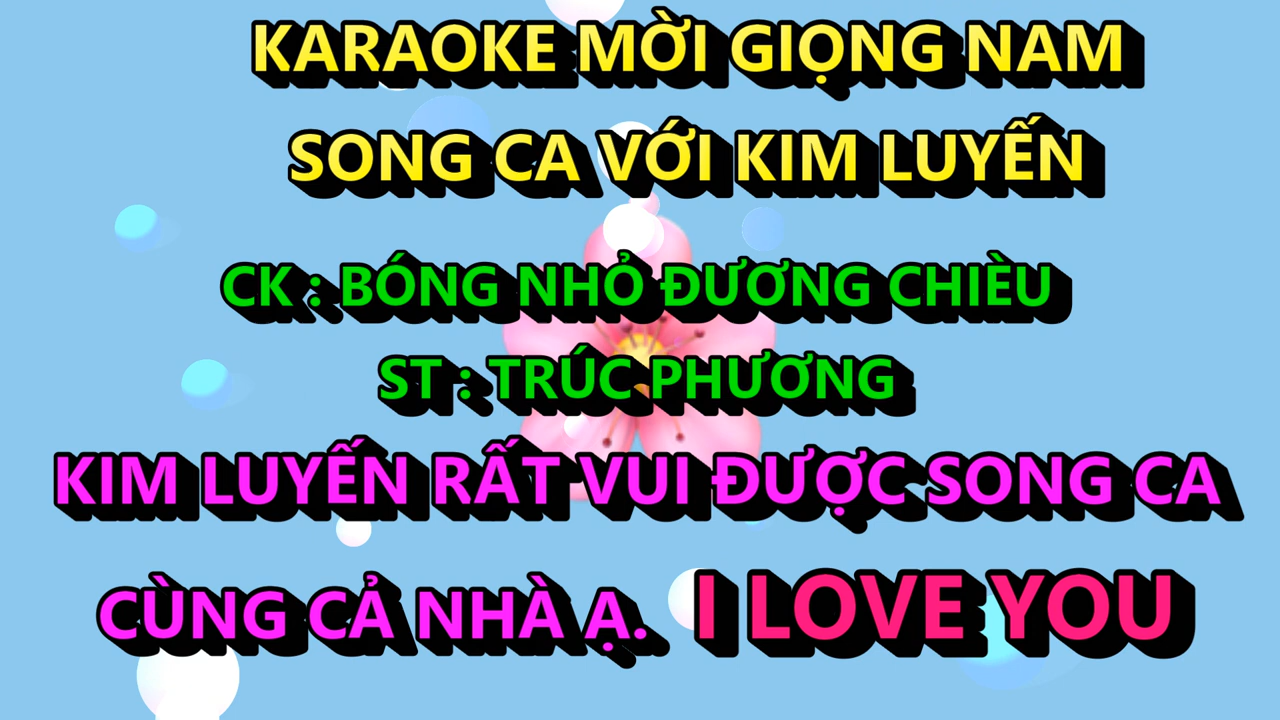 KARAOKE MỜI GIỌNG NAM
SONG CA VỚI KIM LUYẾN
CK : BÓNG NHỎ ĐƯƠNG CHIÈU
ST : TRÚC PHƯƠNG
KIM LUYẾN RẤT VUI ĐƯỢC SONG CA
CÙNG CẢ NHÀ Ạ. I LOVE YOU